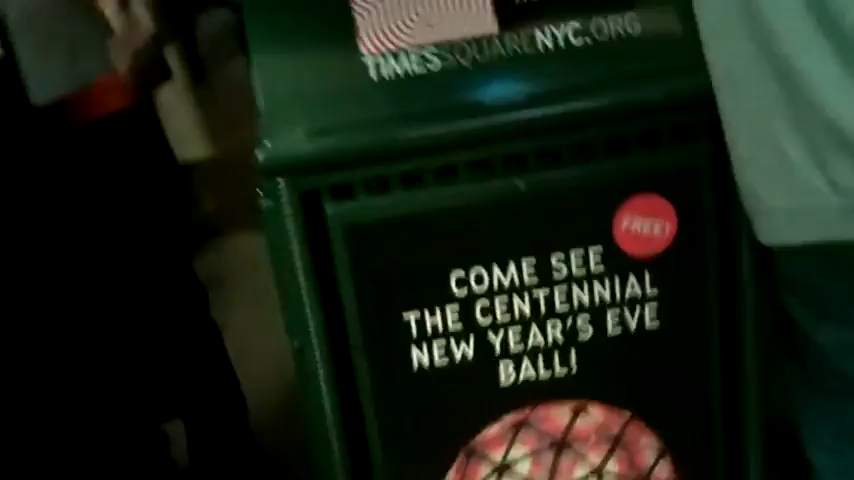 TIMESSQUARENYC.ORG
FREE!
COME SEE
THE CENTENNIAL
NEW YEAR'S EVE
BALL!